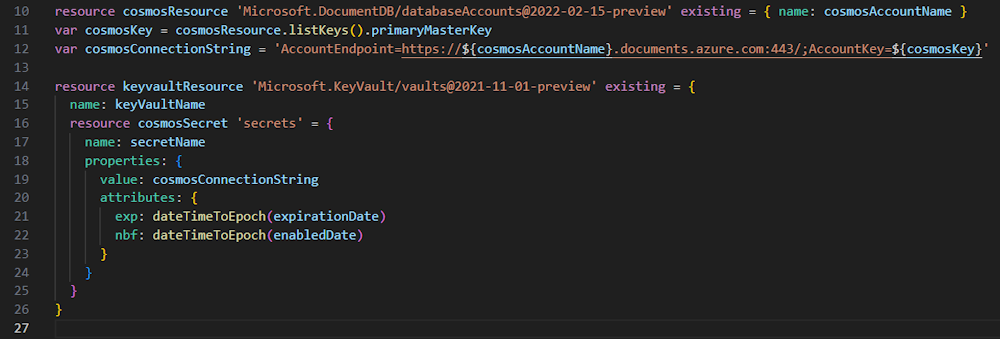 10 resource cosmosResource 'Microsoft.DocumentDB/databaseAccounts@2022-02-15-preview' existing = { name: cosmosAccountName }
11 var cosmosKey = cosmosResource.listKeys().primaryMasterKey
12 var cosmosConnectionString = 'AccountEndpoint=https://${cosmosAccountName}.documents.azure.com:443/;AccountKey=${cosmosKey}'
13
14 resource keyvaultResource 'Microsoft.KeyVault/vaults@2021-11-01-preview' existing = {
15   name: keyVaultName
16   resource cosmosSecret 'secrets' = {
17     name: secretName
18     properties: {
19       value: cosmosConnectionString
20       attributes: {
21         exp: dateTimeToEpoch(expirationDate)
22         nbf: dateTimeToEpoch(enabledDate)
23       }
24     }
25   }
26 }
27